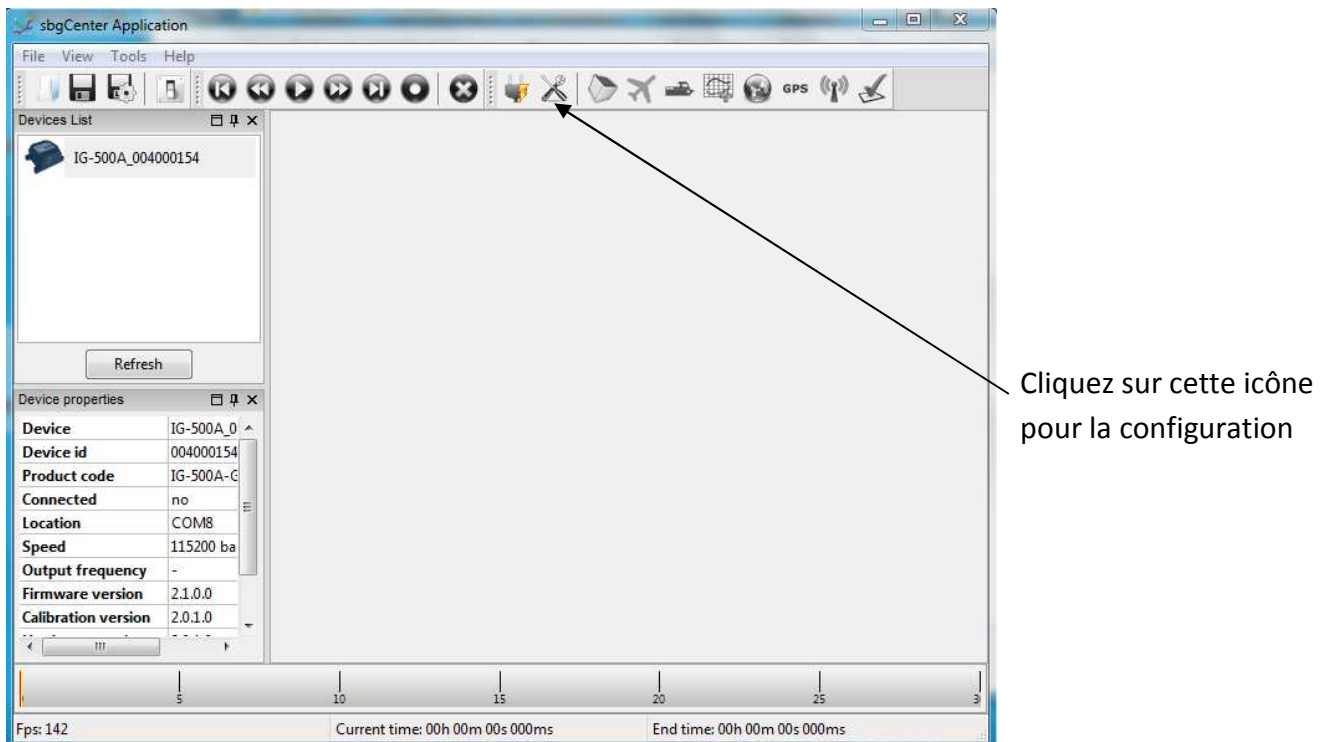 sbgCenter Application
File View Tools Help
GPS
Devices List
IG-500A_004000154
Refresh
Device properties
Device IG-500A_0
Device id 004000154
Product code IG-500A-G
Connected no
Location COM8
Speed 115200 ba
Output frequency -
Firmware version 2.1.0.0
Calibration version 2.0.1.0
5 10 15 20 25 3
Fps: 142 Current time: 00h 00m 00s 000ms End time: 00h 00m 00s 000ms
Cliquez sur cette icône
pour la configuration